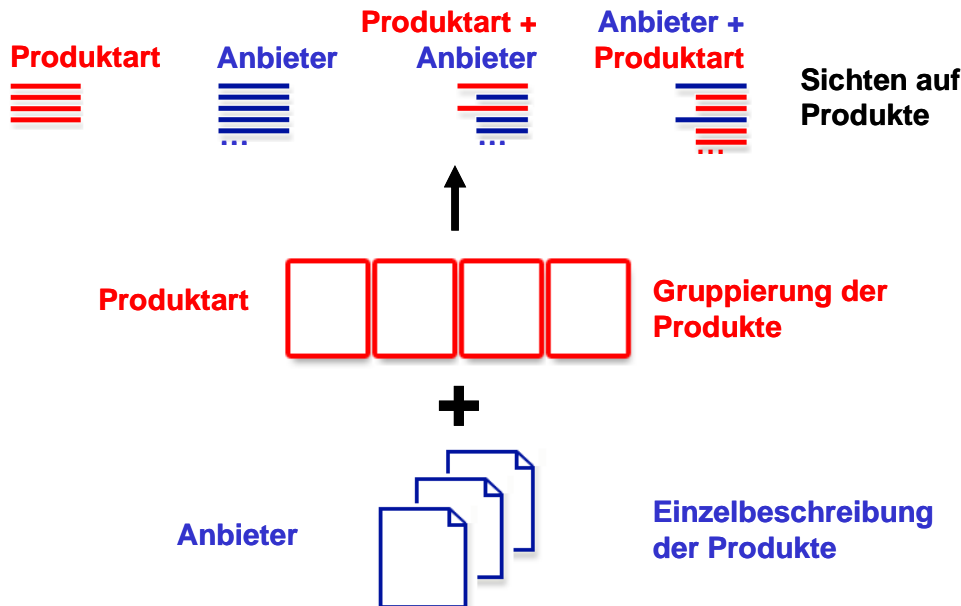 Produktart
Anbieter
Produktart +
Anbieter
Anbieter +
Produktart
Sichten auf
Produkte
...
...
...
Produktart
Gruppierung der
Produkte
+
Anbieter
Einzelbeschreibung
der Produkte